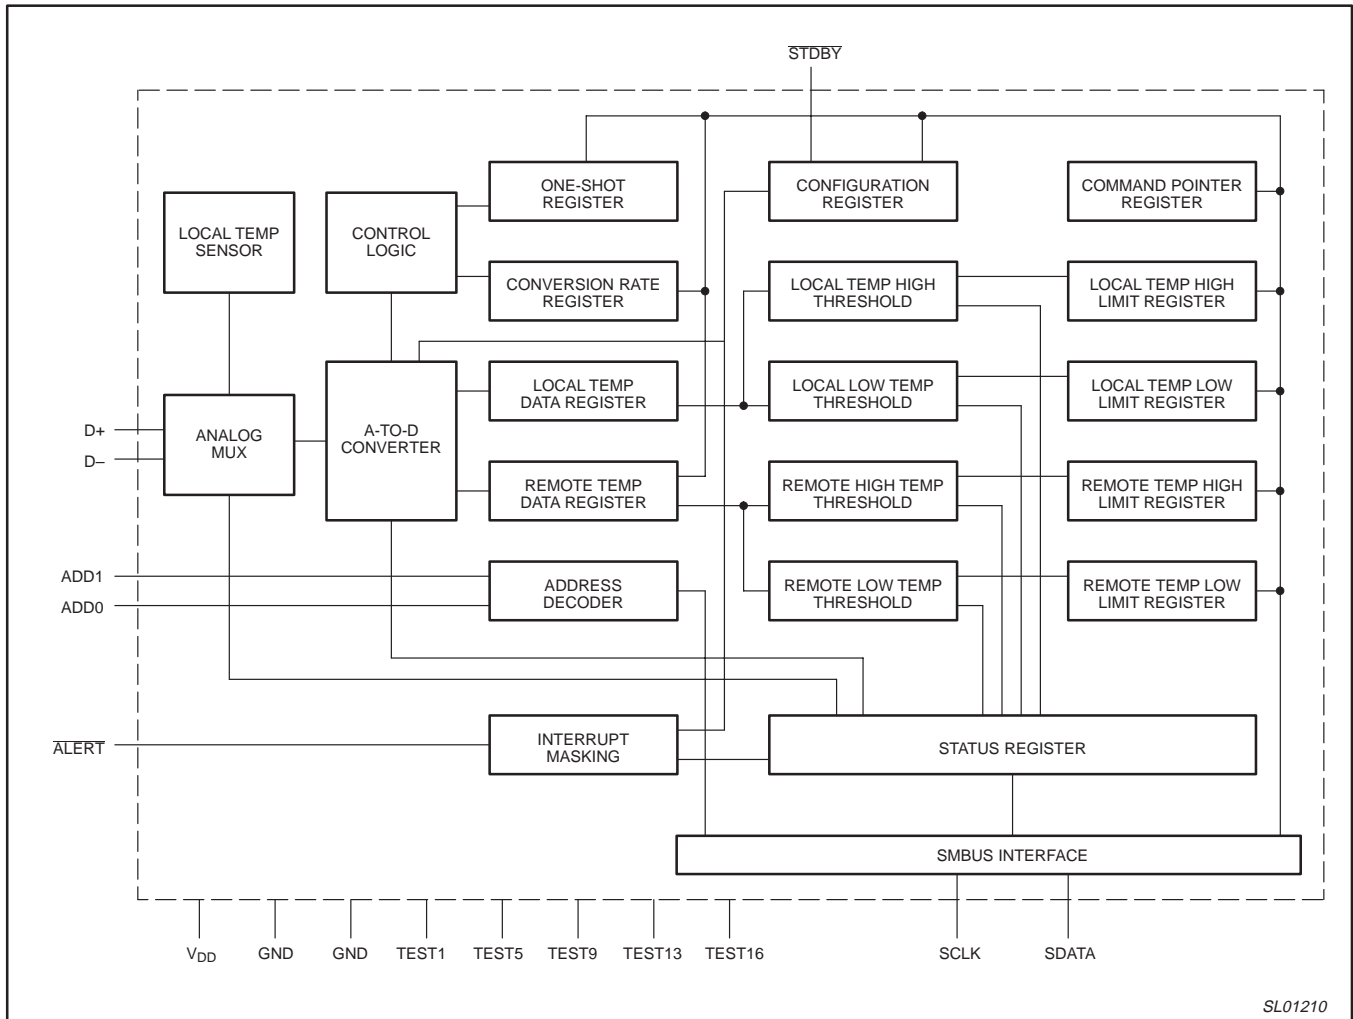 STDBY
ONE-SHOT
REGISTER
CONFIGURATION
REGISTER
COMMAND POINTER
REGISTER
LOCAL TEMP
SENSOR
CONTROL
LOGIC
CONVERSION RATE
REGISTER
LOCAL TEMP HIGH
THRESHOLD
LOCAL TEMP HIGH
LIMIT REGISTER
LOCAL TEMP
DATA REGISTER
LOCAL LOW TEMP
THRESHOLD
LOCAL TEMP LOW
LIMIT REGISTER
D+
D–
ANALOG
MUX
A-TO-D
CONVERTER
REMOTE TEMP
DATA REGISTER
REMOTE HIGH TEMP
THRESHOLD
REMOTE TEMP HIGH
LIMIT REGISTER
ADD1
ADD0
ADDRESS
DECODER
REMOTE LOW TEMP
THRESHOLD
REMOTE TEMP LOW
LIMIT REGISTER
ALERT
INTERRUPT
MASKING
STATUS REGISTER
SMBUS INTERFACE
VDD GND GND TEST1 TEST5 TEST9 TEST13 TEST16 SCLK SDATA
SL01210